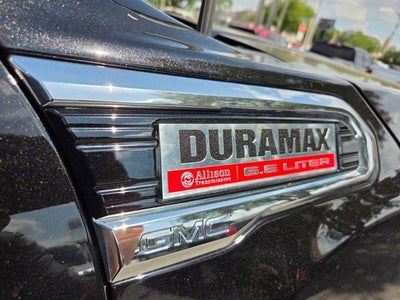 DURAMAX
Allison 6.6 LITER
Transmission
GMC